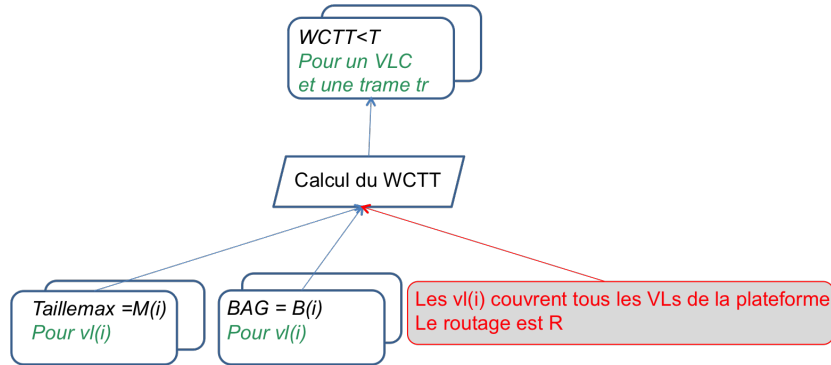 WCTT<T
Pour un VLC
et une trame tr
Calcul du WCTT
Taillemax =M(i)
Pour vl(i)
BAG = B(i)
Pour vl(i)
Les vl(i) couvrent tous les VLs de la plateforme
Le routage est R